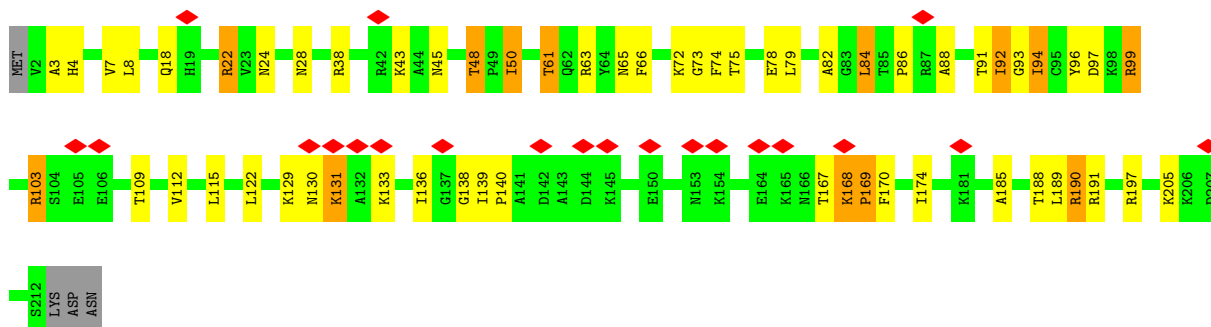 MET V2 A3 H4 V7 L8 Q18 H19 R22 V23 N24 N28 R38 R42 K43 A44 N45 T48 P49 I50 T61 Q62 R63 Y64 N65 F66 K72 G73 F74 T75 E78 L79 A82 G83 L84 T85 P86 R87 A88 T91 I92 G93 I94 C95 Y96 D97 K98 R99
R103 S104 E105 E106 T109 V112 L115 L122 K129 N130 K131 A132 K133 I136 G137 G138 I139 P140 A141 D142 A143 D144 K145 E150 N153 K154 E164 K165 N166 T167 K168 P169 F170 I174 K181 A185 T188 L189 R190 R191 R197 K205 K206
S212 LYS ASP ASN